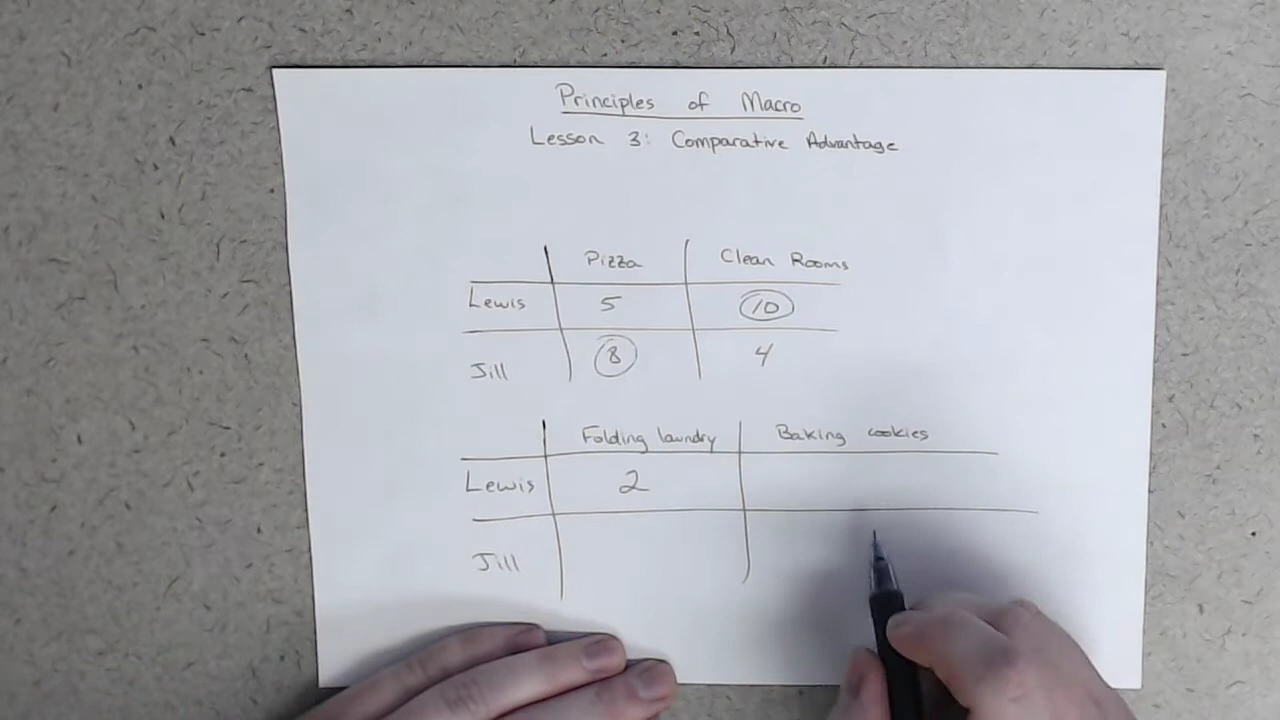 Principles of Macro
Lesson 3: Comparative Advantage
Pizza Clean Rooms
Lewis 5 10
Jill 8 4
Folding laundry Baking cookies
Lewis 2
Jill